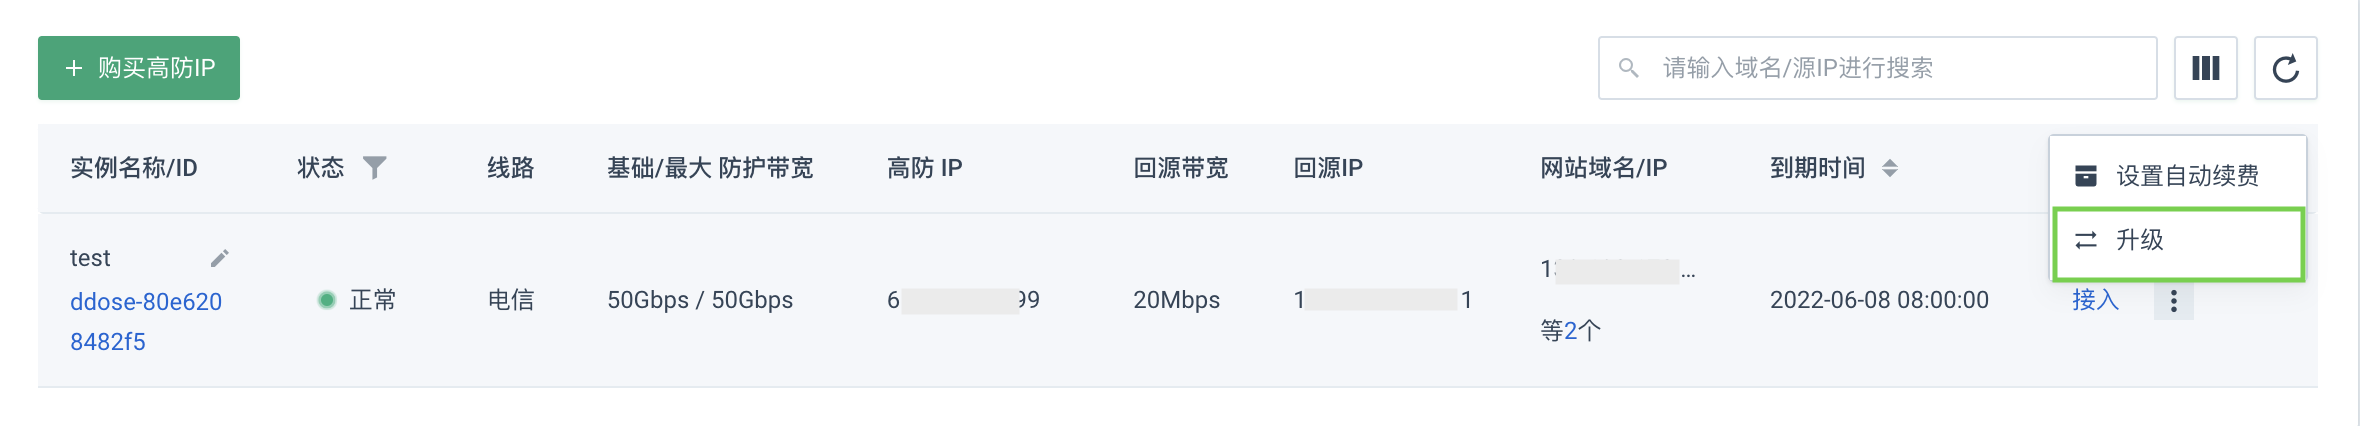 购买高防IP
请输入域名/源IP进行搜索
实例名称/ID 状态 线路 基础/最大 防护带宽 高防 IP 回源带宽 回源IP 网站域名/IP 到期时间
设置自动续费
升级
test
ddose-80e620
8482f5
正常 电信 50Gbps / 50Gbps 6 99 20Mbps 1 1
1 ...
等2个
2022-06-08 08:00:00 接入